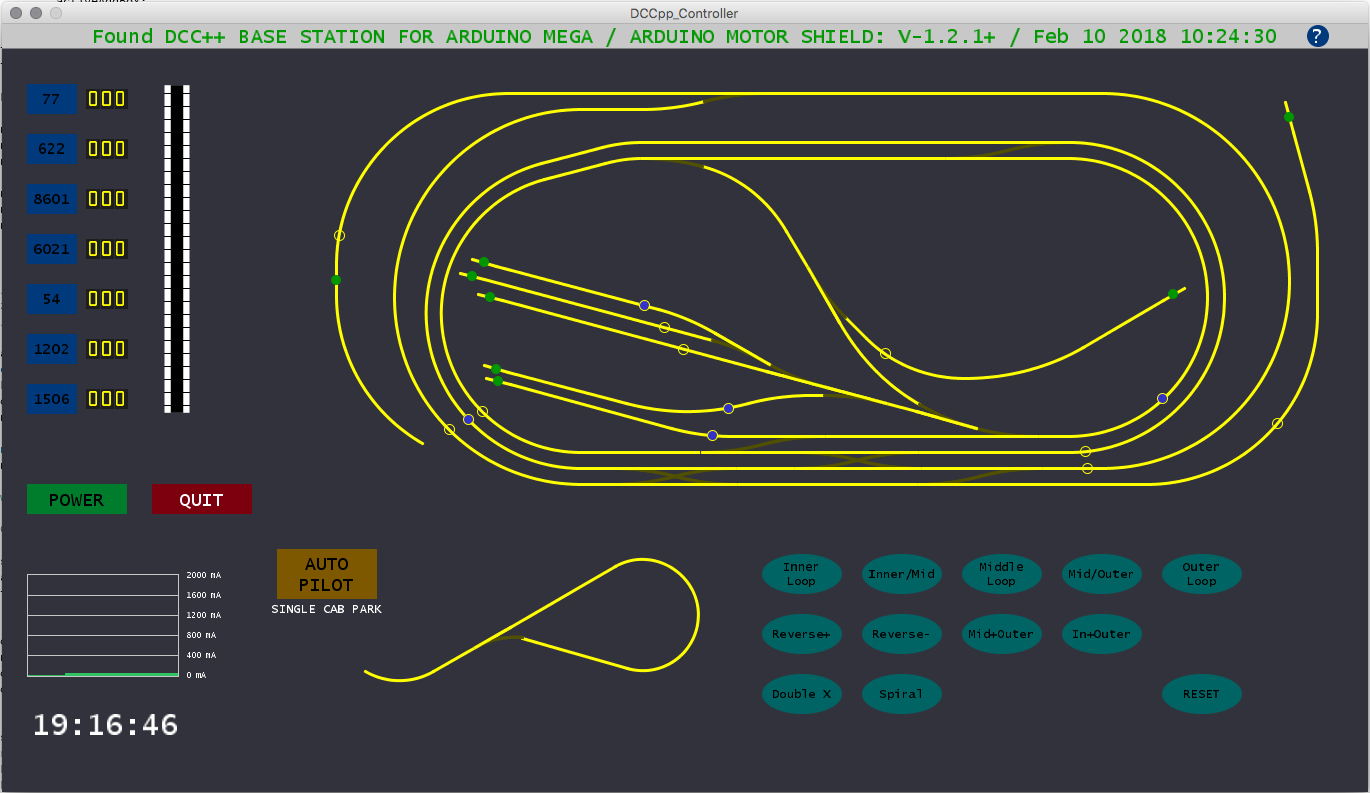 DCCpp_Controller
Found DCC++ BASE STATION FOR ARDUINO MEGA / ARDUINO MOTOR SHIELD: V-1.2.1+ / Feb 10 2018 10:24:30 ?
77 000
622 000
8601 000
6021 000
54 000
1202 000
1506 000
POWER QUIT
AUTO
PILOT
SINGLE CAB PARK
2000 mA
1600 mA
1200 mA
800 mA
400 mA
0 mA
19:16:46
Inner
Loop
Inner/Mid
Middle
Loop
Mid/Outer
Outer
Loop
Reverse+ Reverse- Mid+Outer In+Outer
Double X Spiral RESET